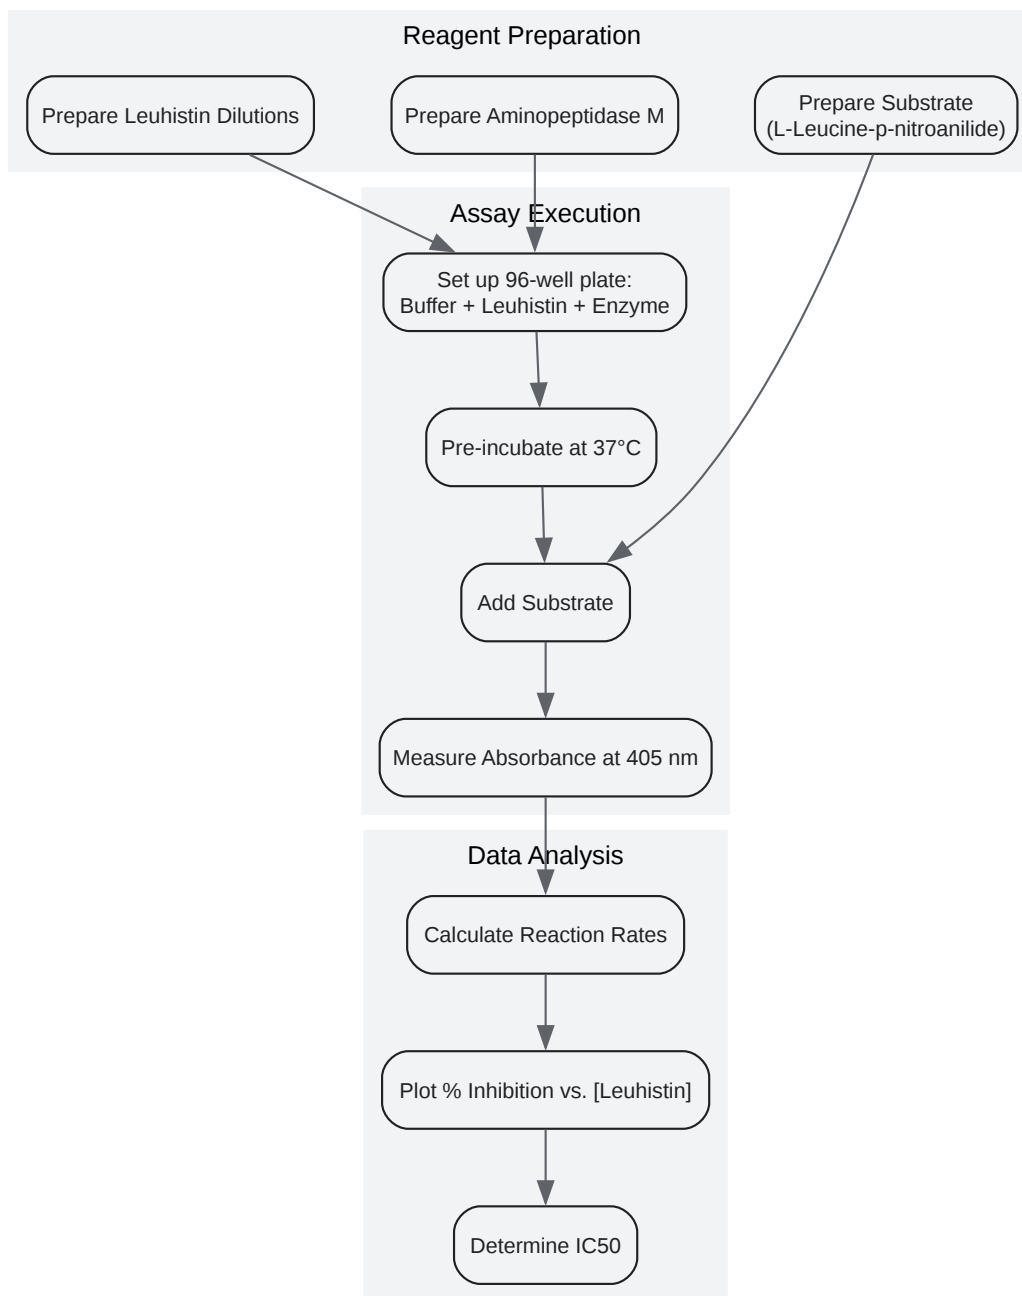 Reagent Preparation
Prepare Leuhistin Dilutions
Prepare Aminopeptidase M
Prepare Substrate
(L-Leucine-p-nitroanilide)
Assay Execution
Set up 96-well plate:
Buffer + Leuhistin + Enzyme
Pre-incubate at 37°C
Add Substrate
Measure Absorbance at 405 nm
Data Analysis
Calculate Reaction Rates
Plot % Inhibition vs. [Leuhistin]
Determine IC50